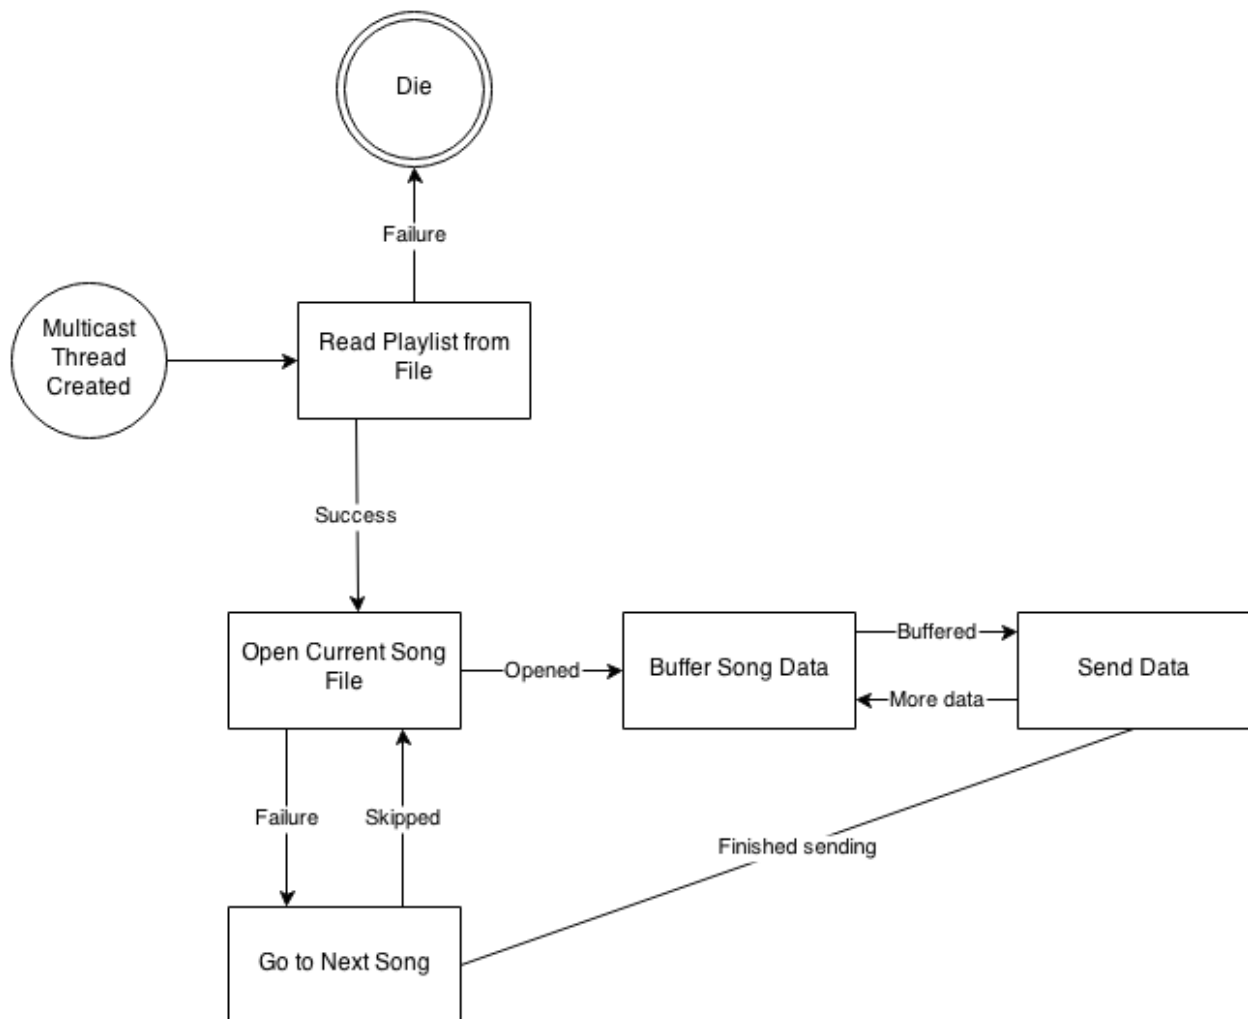 Die
Failure
Multicast
Thread
Created
Read Playlist from
File
Success
Open Current Song
File
Opened
Buffer Song Data
Buffered
More data
Send Data
Failure
Skipped
Finished sending
Go to Next Song